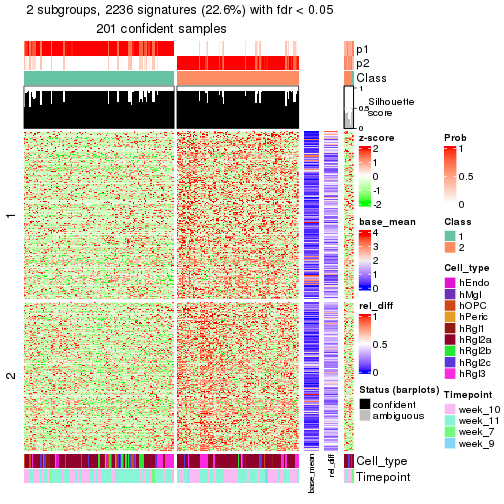 2 subgroups, 2236 signatures (22.6%) with fdr < 0.05
201 confident samples
p1
p2
Class
1
0.5
0
Silhouette
score
1
2
z-score
2
1
0
-1
-2
base_mean
4
3
2
1
0
rel_diff
1
0.5
0
Status (barplots)
confident
ambiguous
Prob
1
0.5
0
Class
1
2
Cell_type
hEndo
hMgl
hOPC
hPeric
hRgl1
hRgl2a
hRgl2b
hRgl2c
hRgl3
Timepoint
week_10
week_11
week_7
week_9
Cell_type
Timepoint
base_mean
rel_diff